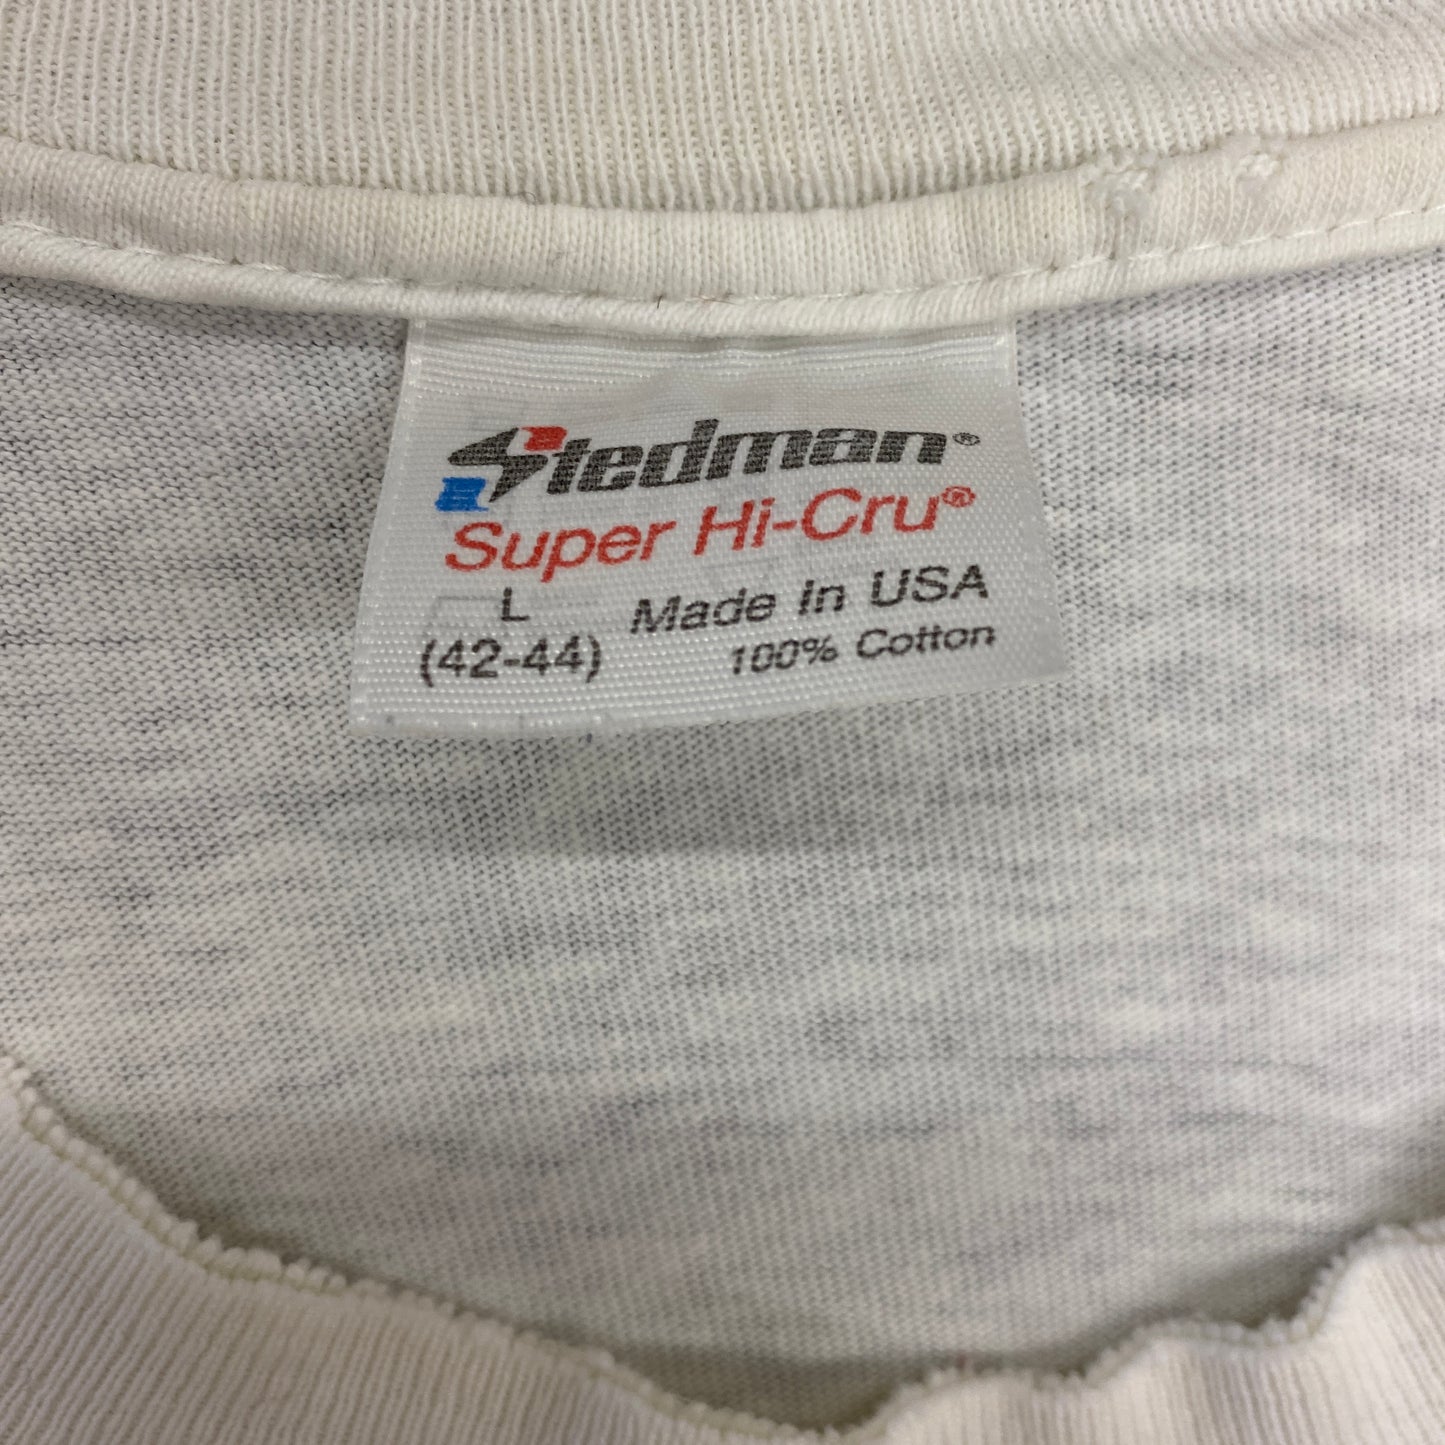 Stedman®
Super Hi-Cru®
L
(42-44)
Made in USA
100% Cotton